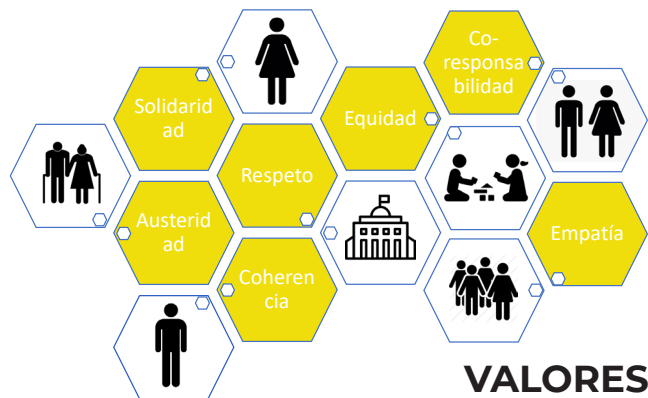 Co-
responsa
bilidad
Solidarid
ad
Equidad
Respeto
Austerid
ad
Empatía
Coheren
cia
VALORES